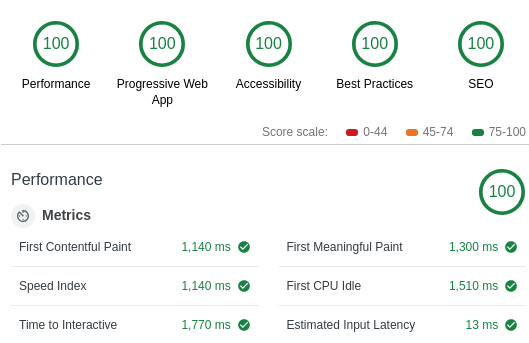 100 100 100 100 100
Performance Progressive Web App Accessibility Best Practices SEO
Score scale: 0-44 45-74 75-100
Performance 100
Metrics
First Contentful Paint 1,140 ms First Meaningful Paint 1,300 ms
Speed Index 1,140 ms First CPU Idle 1,510 ms
Time to Interactive 1,770 ms Estimated Input Latency 13 ms